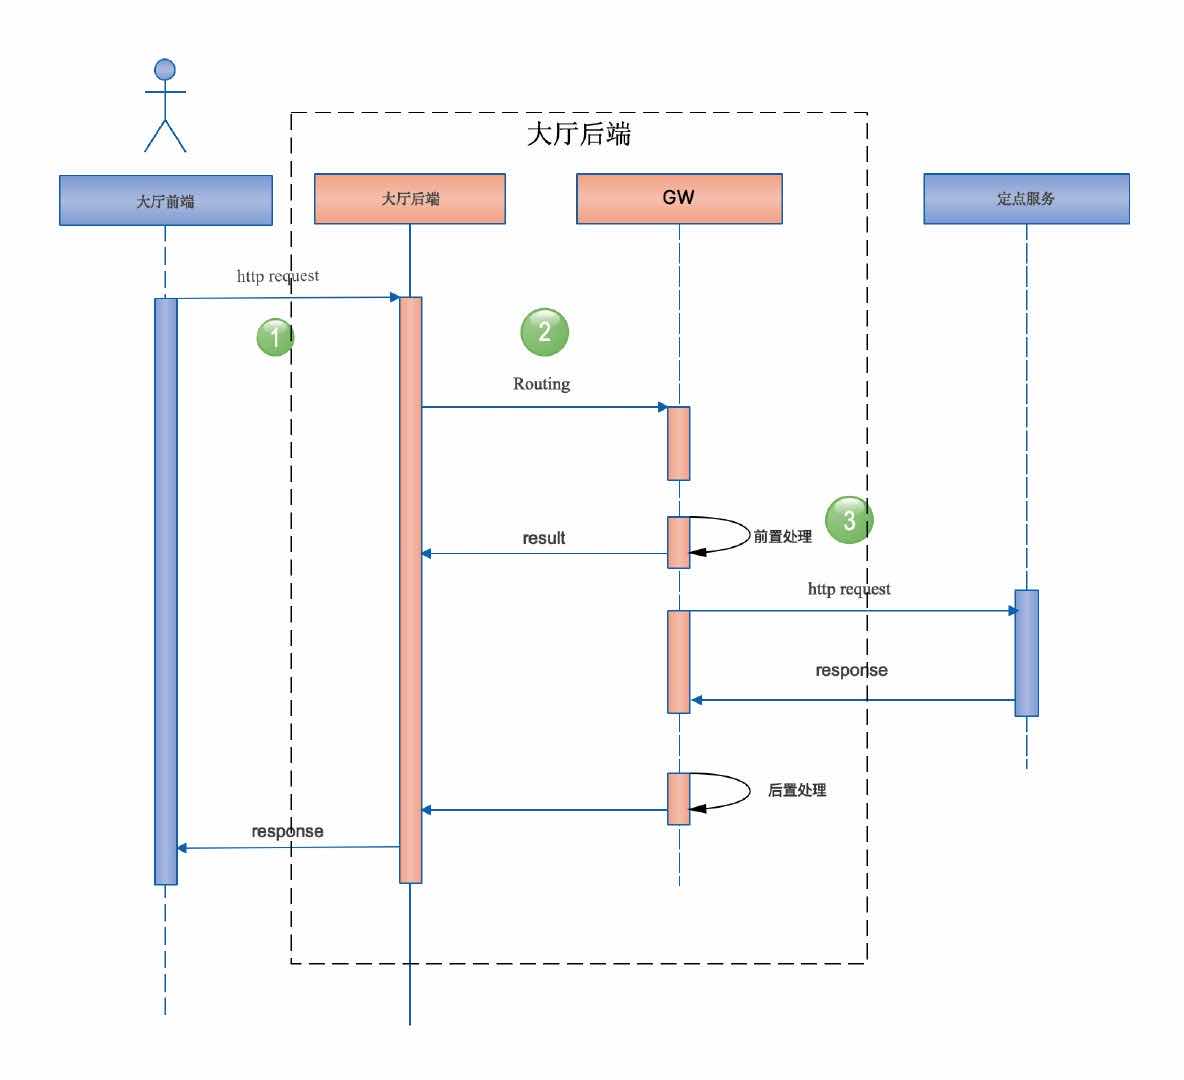 大厅后端
大厅前端
大厅后端
GW
定点服务
http request
1
2
Routing
3
result
前置处理
http request
response
后置处理
response